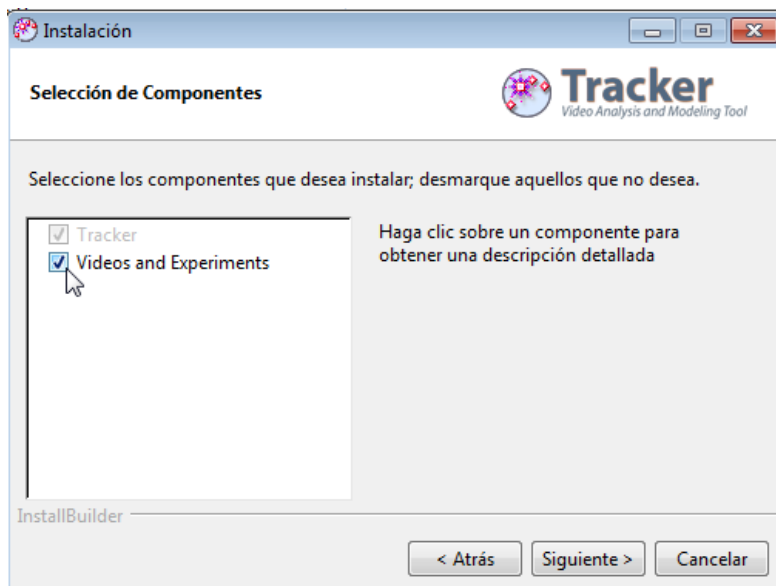 Instalación
Selección de Componentes
Tracker
Video Analysis and Modeling Tool
Seleccione los componentes que desea instalar; desmarque aquellos que no desea.
Tracker
Videos and Experiments
Haga clic sobre un componente para
obtener una descripción detallada
InstallBuilder
< Atrás
Siguiente >
Cancelar